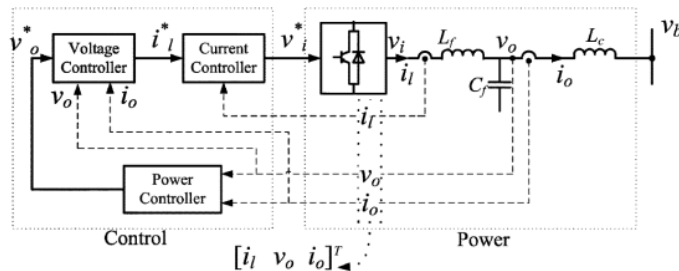 v*o
Voltage
Controller
i*l
Current
Controller
v*i
vi
il
Lf
vo
Cf
io
Lc
vb
vo
io
il
vo
io
Power
Controller
Control
Power
[il vo io]T